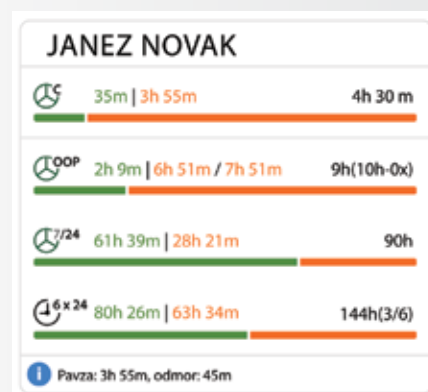 JANEZ NOVAK
C 35m | 3h 55m 4h 30 m
OOP 2h 9m | 6h 51m / 7h 51m 9h(10h-0x)
7/24 61h 39m | 28h 21m 90h
6 x 24 80h 26m | 63h 34m 144h(3/6)
i Pavza: 3h 55m, odmor: 45m